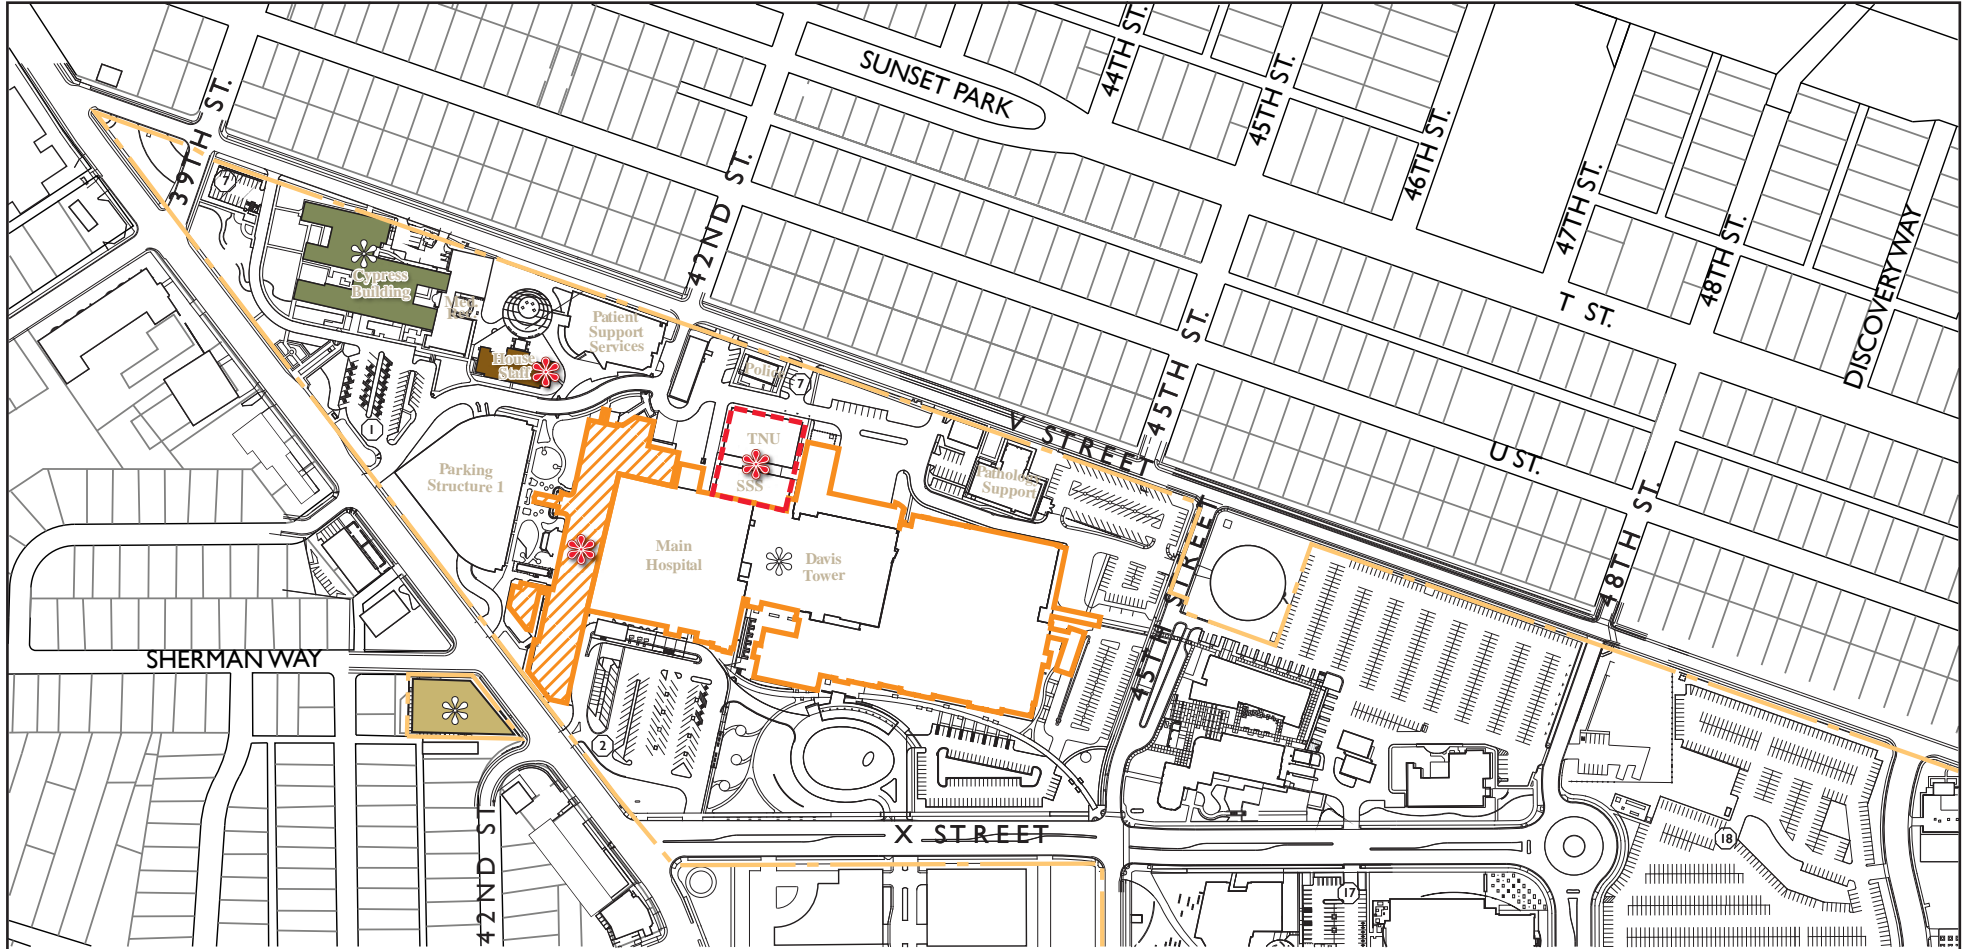 44TH ST.
SUNSET PARK
45TH ST.
39TH ST.
46TH ST.
42ND ST.
47TH ST.
48TH ST.
DISCOVERY WAY
7
Cypress
Building
Med.
Patient
Support
Services
T ST.
45TH ST.
House
Staff
Police
7
1
V STREET
TNU
U ST.
Parking
Structure 1
SSS
Pathology
Support
48TH ST.
Main
Hospital
Davis
Tower
45TH STREET
SHERMAN WAY
2
42ND ST
X STREET
18
17